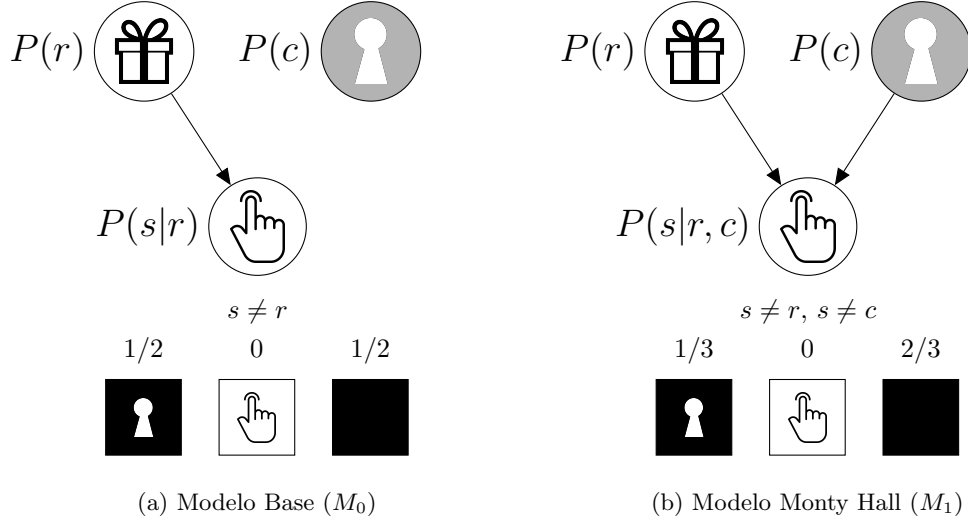 P(r) P(c) P(r) P(c)
P(s|r) P(s|r, c)
s ≠ r s ≠ r, s ≠ c
1/2 0 1/2 1/3 0 2/3
(a) Modelo Base (M₀) (b) Modelo Monty Hall (M₁)